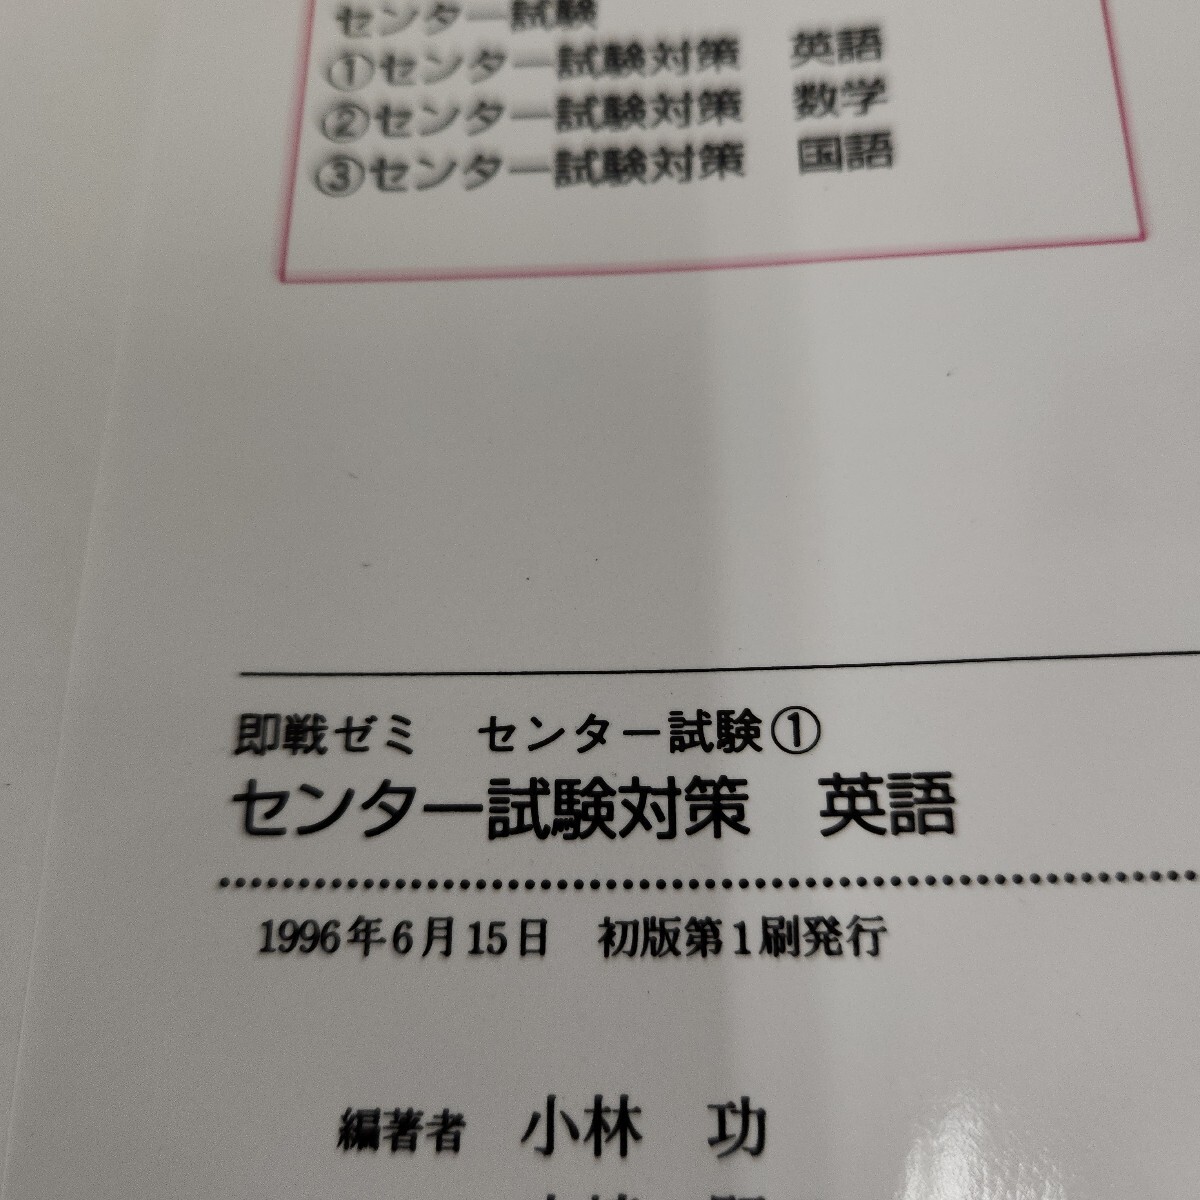 センター試験
①センター試験対策　英語
②センター試験対策　数学
③センター試験対策　国語
即戦ゼミ　センター試験①
センター試験対策　英語
1996年6月15日　初版第1刷発行
編著者　小林　功